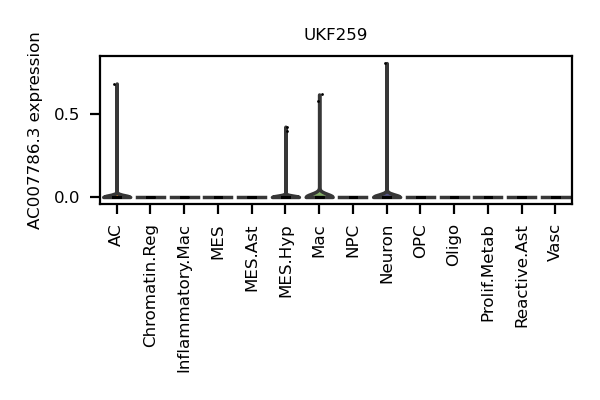 UKF259
AC007786.3 expression
0.5
0.0
AC
Chromatin.Reg
Inflammatory.Mac
MES
MES.Ast
MES.Hyp
Mac
NPC
Neuron
OPC
Oligo
Prolif.Metab
Reactive.Ast
Vasc